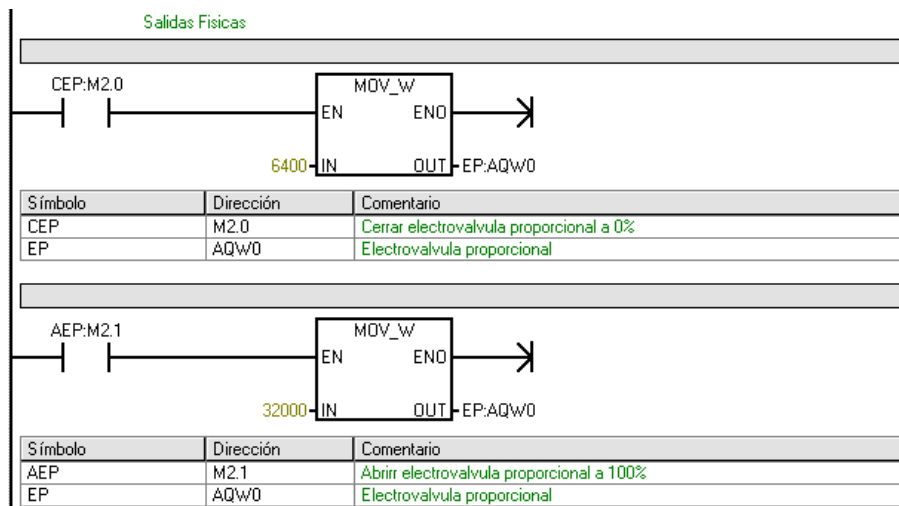 Salidas Fisicas
CEP:M2.0
MOV_W
EN ENO
6400 IN OUT EP:AQW0
Símbolo Dirección Comentario
CEP M2.0 Cerrar electrovalvula proporcional a 0%
EP AQW0 Electrovalvula proporcional
AEP:M2.1
MOV_W
EN ENO
32000 IN OUT EP:AQW0
Símbolo Dirección Comentario
AEP M2.1 Abrirr electrovalvula proporcional a 100%
EP AQW0 Electrovalvula proporcional